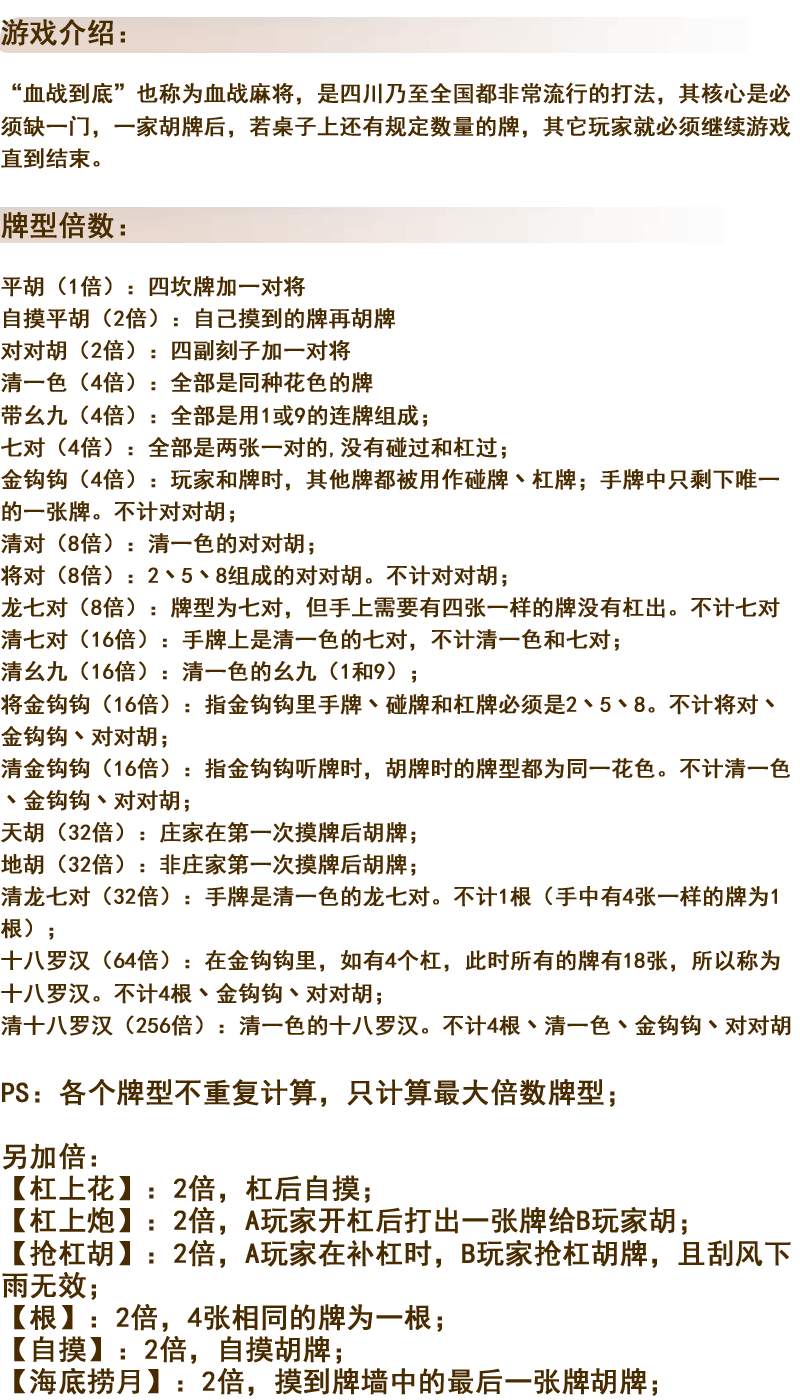 游戏介绍：
“血战到底”也称为血战麻将，是四川乃至全国都非常流行的打法，其核心是必
须缺一门，一家胡牌后，若桌子上还有规定数量的牌，其它玩家就必须继续游戏
直到结束。
牌型倍数：
平胡（1倍）：四坎牌加一对将
自摸平胡（2倍）：自己摸到的牌再胡牌
对对胡（2倍）：四副刻子加一对将
清一色（4倍）：全部是同种花色的牌
带幺九（4倍）：全部是用1或9的连牌组成；
七对（4倍）：全部是两张一对的,没有碰过和杠过；
金钩钩（4倍）：玩家和牌时，其他牌都被用作碰牌丶杠牌；手牌中只剩下唯一
的一张牌。不计对对胡；
清对（8倍）：清一色的对对胡；
将对（8倍）：2丶5丶8组成的对对胡。不计对对胡；
龙七对（8倍）：牌型为七对，但手上需要有四张一样的牌没有杠出。不计七对
清七对（16倍）：手牌上是清一色的七对，不计清一色和七对；
清幺九（16倍）：清一色的幺九（1和9）；
将金钩钩（16倍）：指金钩钩里手牌丶碰牌和杠牌必须是2丶5丶8。不计将对丶
金钩钩丶对对胡；
清金钩钩（16倍）：指金钩钩听牌时，胡牌时的牌型都为同一花色。不计清一色
丶金钩钩丶对对胡；
天胡（32倍）：庄家在第一次摸牌后胡牌；
地胡（32倍）：非庄家第一次摸牌后胡牌；
清龙七对（32倍）：手牌是清一色的龙七对。不计1根（手中有4张一样的牌为1
根）；
十八罗汉（64倍）：在金钩钩里，如有4个杠，此时所有的牌有18张，所以称为
十八罗汉。不计4根丶金钩钩丶对对胡；
清十八罗汉（256倍）：清一色的十八罗汉。不计4根丶清一色丶金钩钩丶对对胡
PS：各个牌型不重复计算，只计算最大倍数牌型；
另加倍：
【杠上花】：2倍，杠后自摸；
【杠上炮】：2倍，A玩家开杠后打出一张牌给B玩家胡；
【抢杠胡】：2倍，A玩家在补杠时，B玩家抢杠胡牌，且刮风下
雨无效；
【根】：2倍，4张相同的牌为一根；
【自摸】：2倍，自摸胡牌；
【海底捞月】：2倍，摸到牌墙中的最后一张牌胡牌；